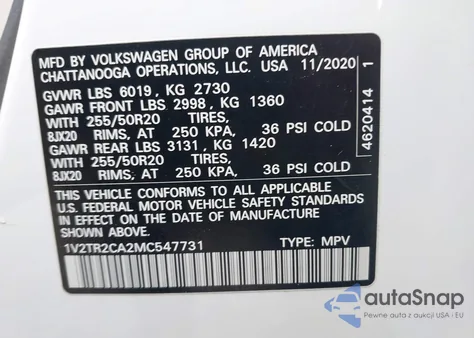 MFD BY VOLKSWAGEN GROUP OF AMERICA
CHATTANOOGA OPERATIONS, LLC. USA 11/2020
GVWR LBS 6019, KG 2730
GAWR FRONT LBS 2998, KG 1360
WITH 255/50R20 TIRES,
8JX20 RIMS, AT 250 KPA, 36 PSI COLD
GAWR REAR LBS 3131, KG 1420
WITH 255/50R20 TIRES,
8JX20 RIMS, AT 250 KPA, 36 PSI COLD
THIS VEHICLE CONFORMS TO ALL APPLICABLE
U.S. FEDERAL MOTOR VEHICLE SAFETY STANDARDS
IN EFFECT ON THE DATE OF MANUFACTURE
SHOWN ABOVE.
1V2TR2CA2MC547731 TYPE: MPV
4620414 1
autoSnap
Pewne auta z aukcji USA i EU